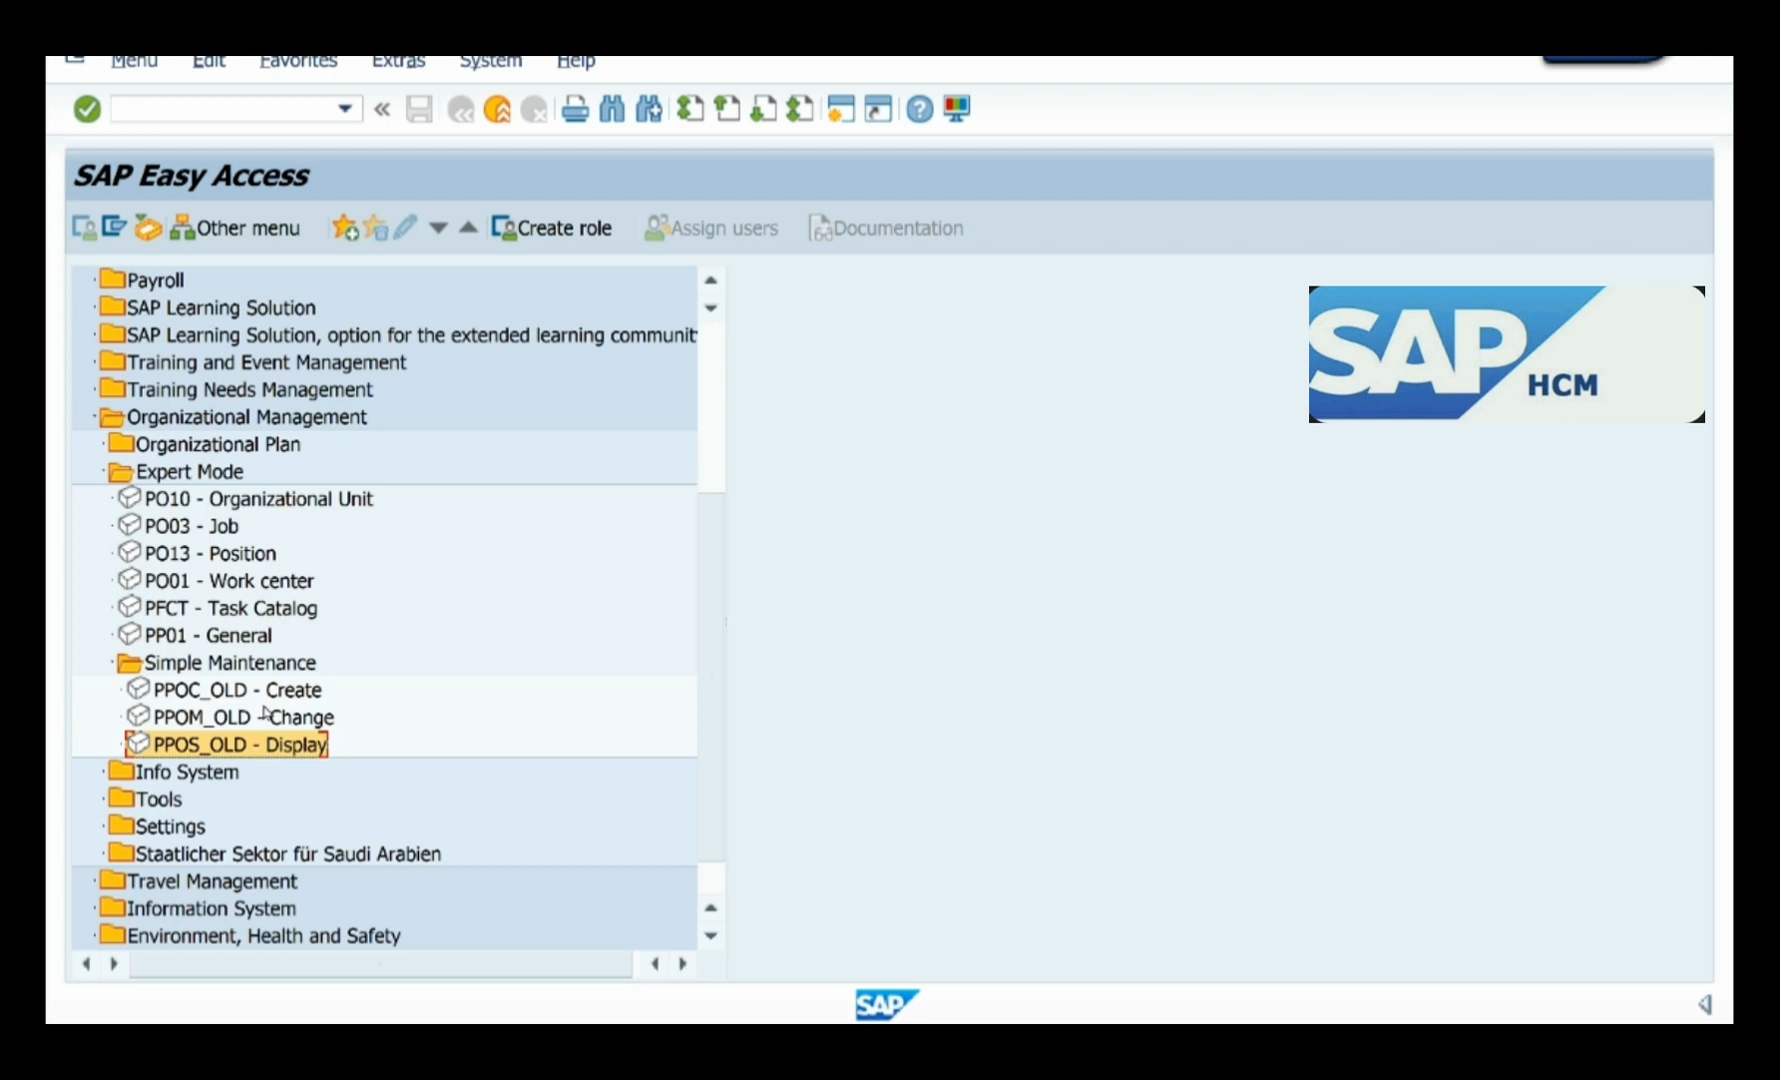 Menu Edit Favorites Extras System Help
SAP Easy Access
Other menu Create role Assign users Documentation
Payroll
SAP Learning Solution
SAP Learning Solution, option for the extended learning communit
Training and Event Management
Training Needs Management
Organizational Management
Organizational Plan
Expert Mode
PO10 - Organizational Unit
PO03 - Job
PO13 - Position
PO01 - Work center
PFCT - Task Catalog
PP01 - General
Simple Maintenance
PPOC_OLD - Create
PPOM_OLD - Change
PPOS_OLD - Display
Info System
Tools
Settings
Staatlicher Sektor für Saudi Arabien
Travel Management
Information System
Environment, Health and Safety
SAP HCM
SAP